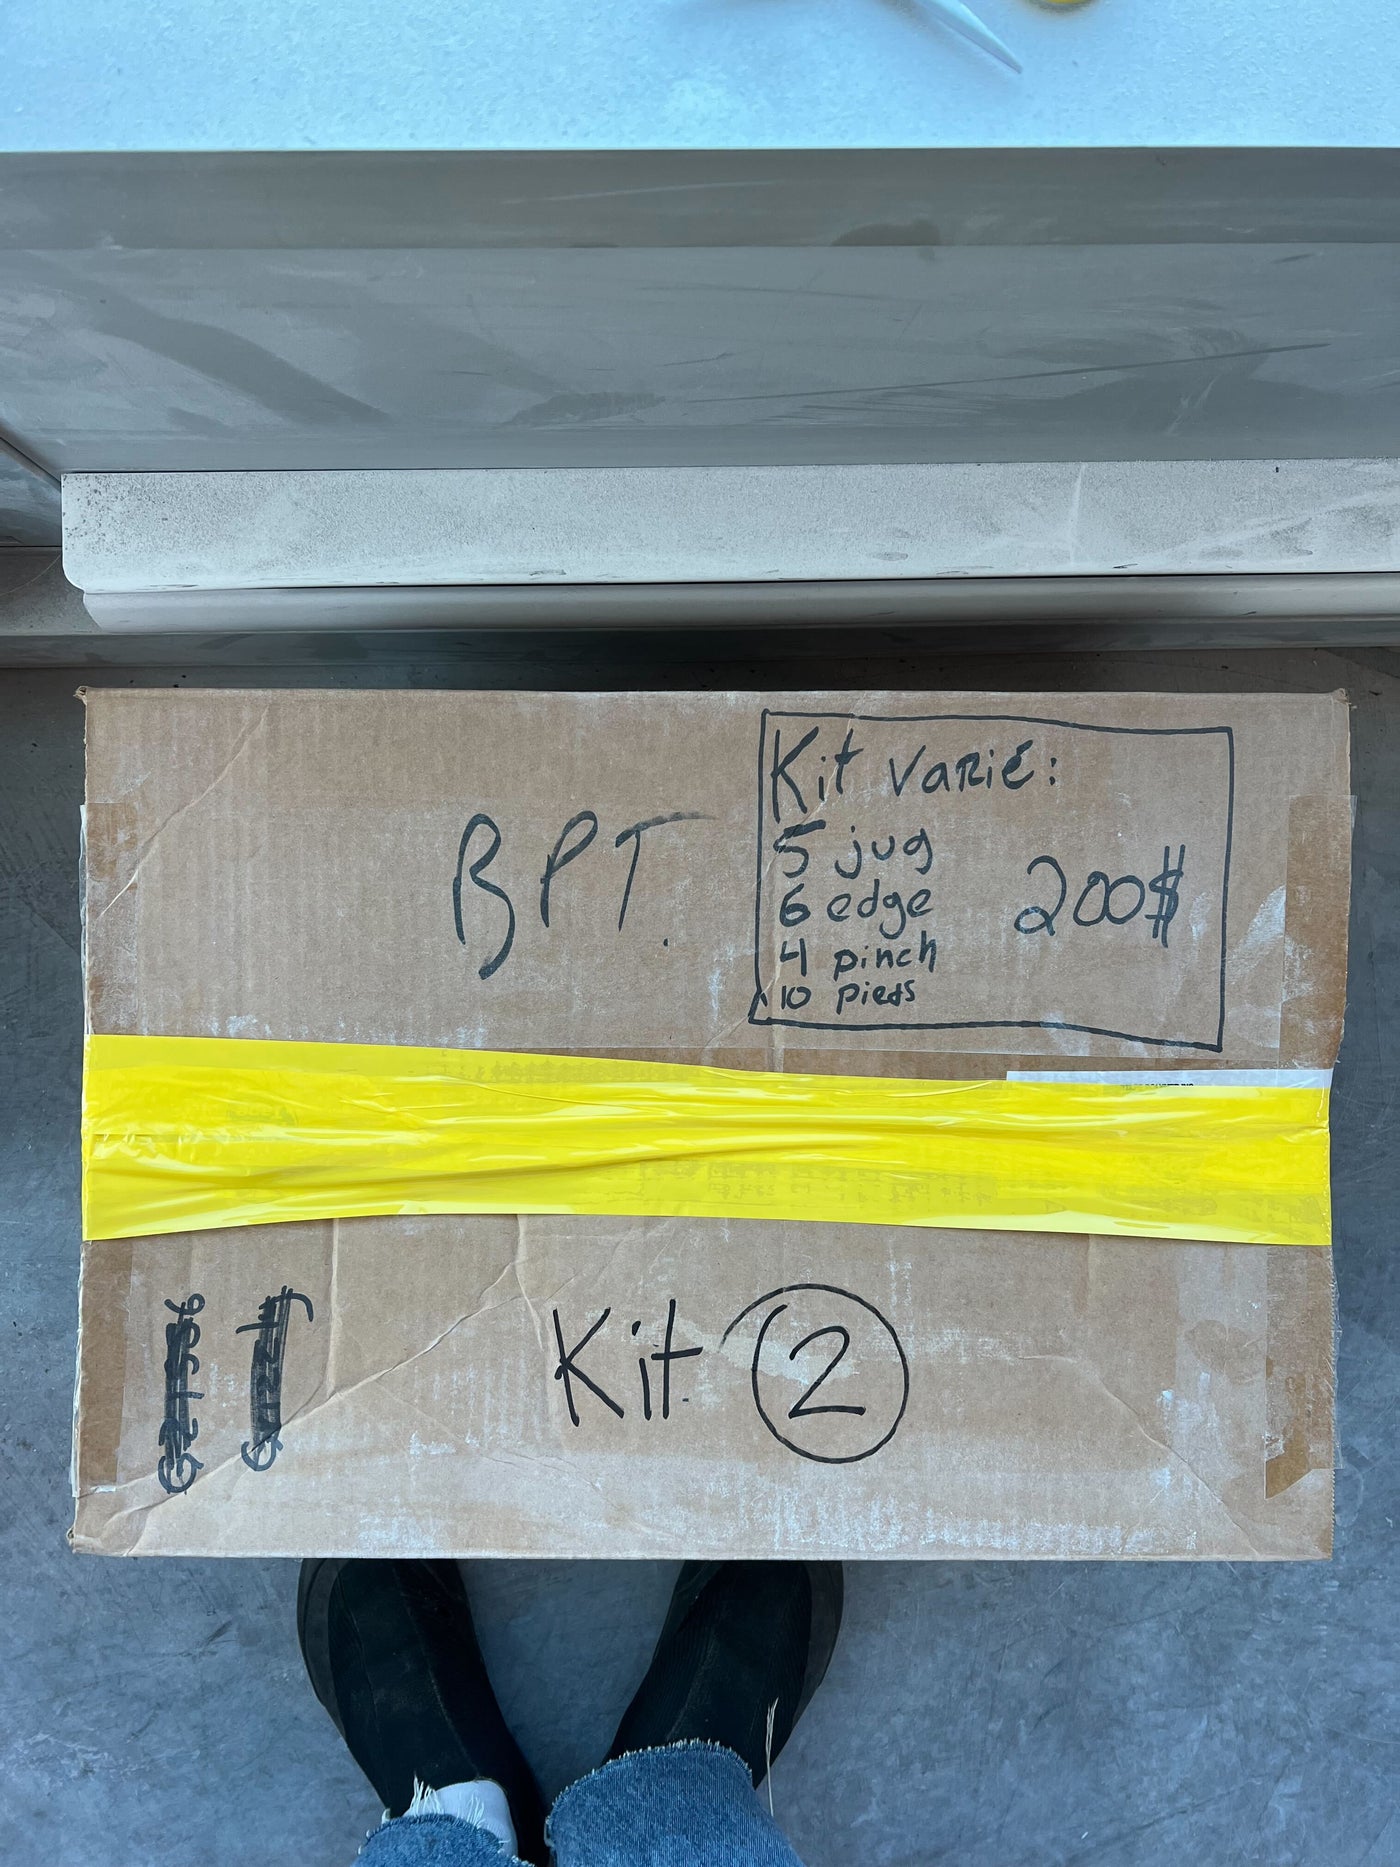 BPT.
Kit varié:
5 jug
6 edge
4 pinch
10 pieds
200$
Kit 2